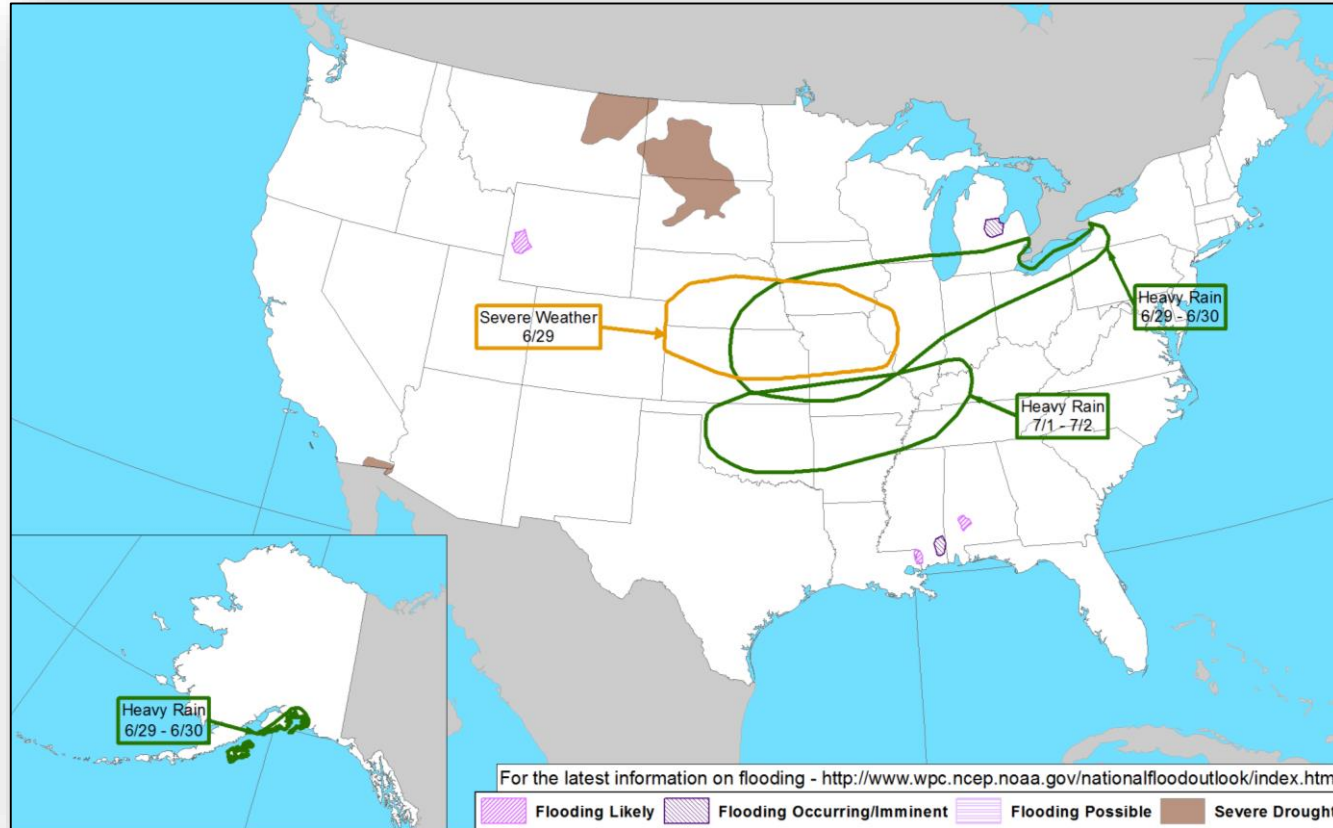 Severe Weather
6/29
Heavy Rain
6/29 - 6/30
Heavy Rain
7/1 - 7/2
Heavy Rain
6/29 - 6/30
For the latest information on flooding - http://www.wpc.ncep.noaa.gov/nationalfloodoutlook/index.htm
Flooding Likely Flooding Occurring/Imminent Flooding Possible Severe Drought